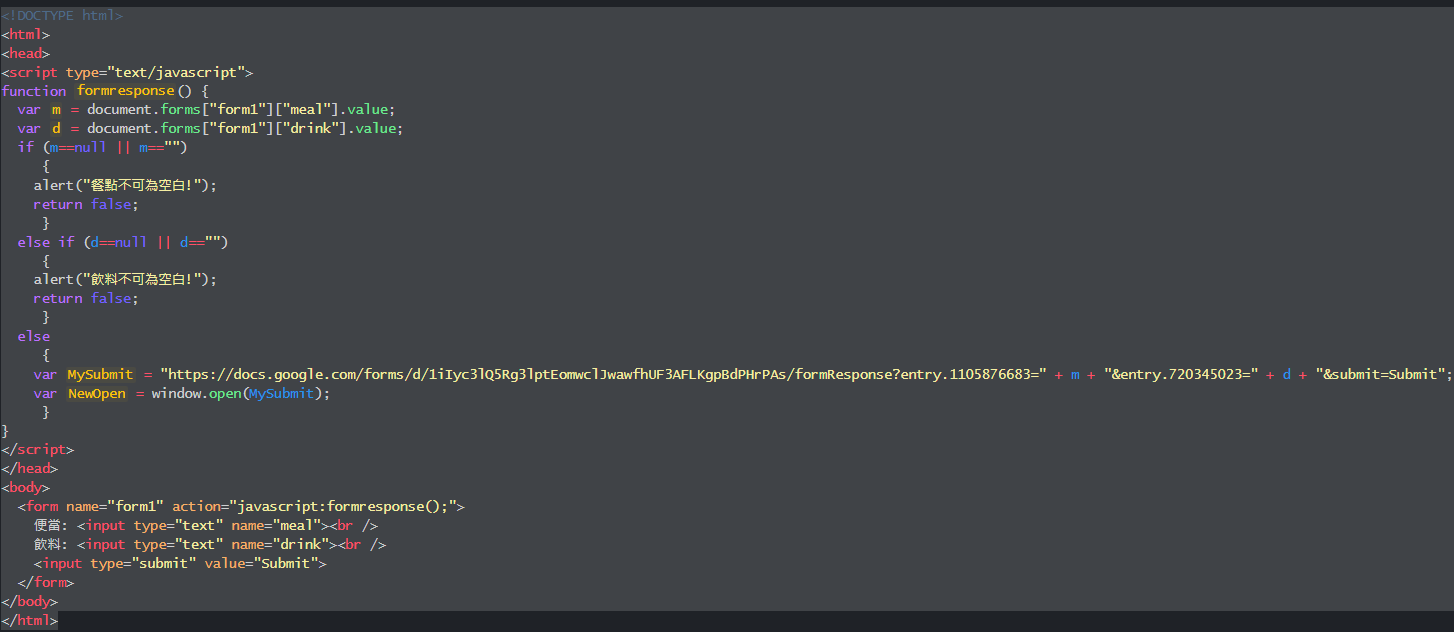 <!DOCTYPE html>
<html>
<head>
<script type="text/javascript">
function formresponse() {
  var m = document.forms["form1"]["meal"].value;
  var d = document.forms["form1"]["drink"].value;
  if (m==null || m=="")
     {
    alert("餐點不可為空白!");
    return false;
     }
  else if (d==null || d=="")
     {
    alert("飲料不可為空白!");
    return false;
     }
  else
     {
    var MySubmit = "https://docs.google.com/forms/d/1iIyc3lQ5Rg3lptEomwclJwawfhUF3AFLKgpBdPHrPAs/formResponse?entry.1105876683=" + m + "&entry.720345023=" + d + "&submit=Submit";
    var NewOpen = window.open(MySubmit);
     }
}
</script>
</head>
<body>
  <form name="form1" action="javascript:formresponse();">
    便當: <input type="text" name="meal"><br />
    飲料: <input type="text" name="drink"><br />
    <input type="submit" value="Submit">
  </form>
</body>
</html>